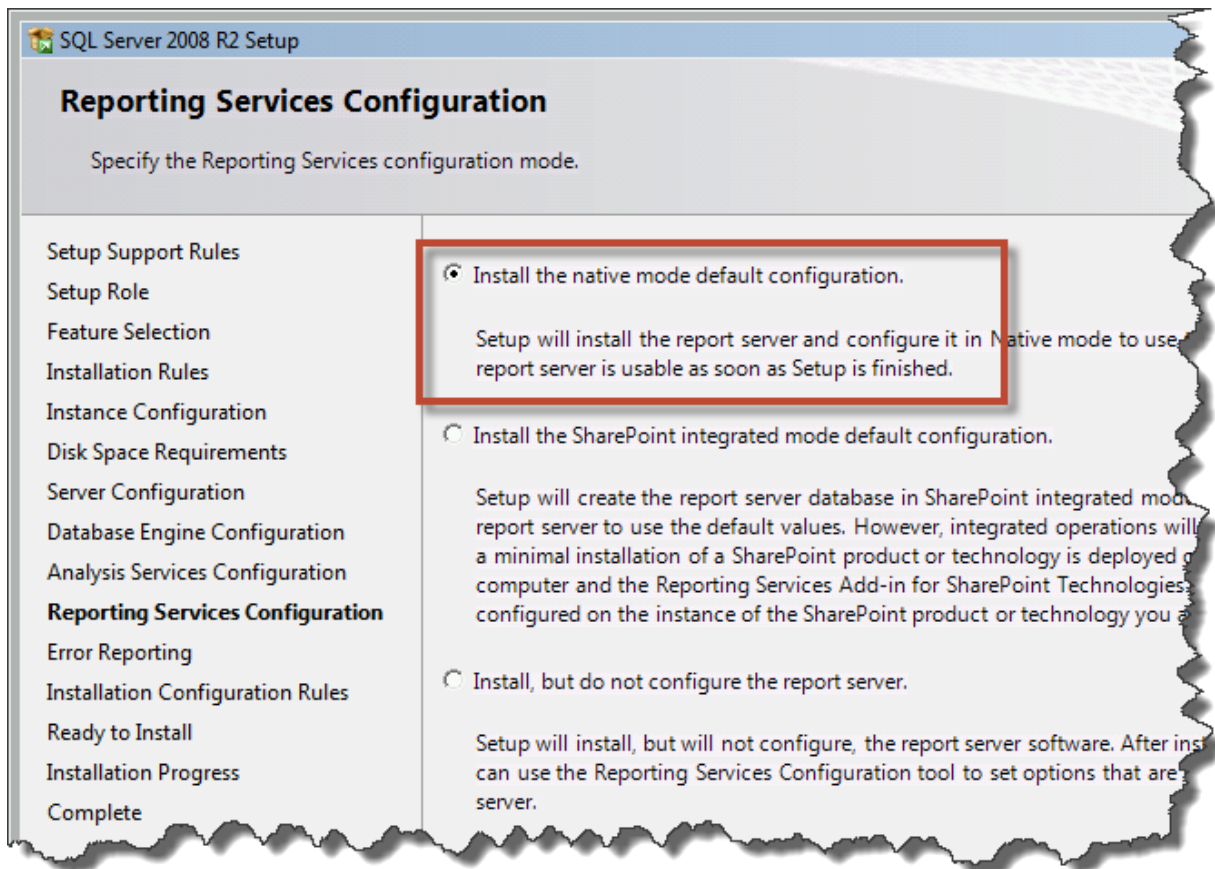 SQL Server 2008 R2 Setup
Reporting Services Configuration
Specify the Reporting Services configuration mode.
Setup Support Rules
Setup Role
Feature Selection
Installation Rules
Instance Configuration
Disk Space Requirements
Server Configuration
Database Engine Configuration
Analysis Services Configuration
Reporting Services Configuration
Error Reporting
Installation Configuration Rules
Ready to Install
Installation Progress
Complete
Install the native mode default configuration.
Setup will install the report server and configure it in Native mode to use
report server is usable as soon as Setup is finished.
Install the SharePoint integrated mode default configuration.
Setup will create the report server database in SharePoint integrated
report server to use the default values. However, integrated operations will
a minimal installation of a SharePoint product or technology is deployed
computer and the Reporting Services Add-in for SharePoint Technologies
configured on the instance of the SharePoint product or technology you
Install, but do not configure the report server.
Setup will install, but will not configure, the report server software. After
can use the Reporting Services Configuration tool to set options that are
server.